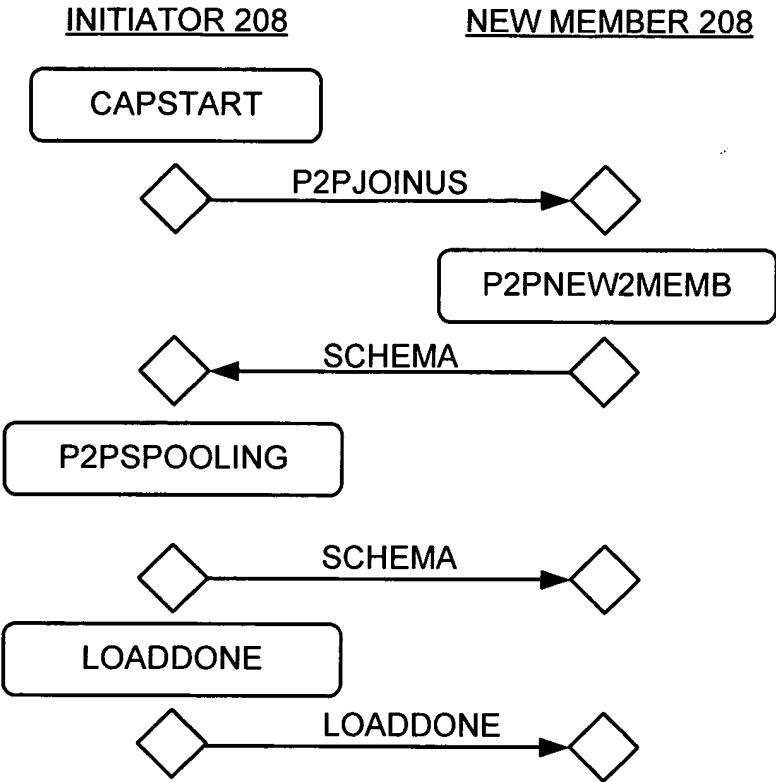 INITIATOR 208
NEW MEMBER 208
CAPSTART
P2PJOINUS
P2PNEW2MEMB
SCHEMA
P2PSPOOLING
SCHEMA
LOADDONE
LOADDONE